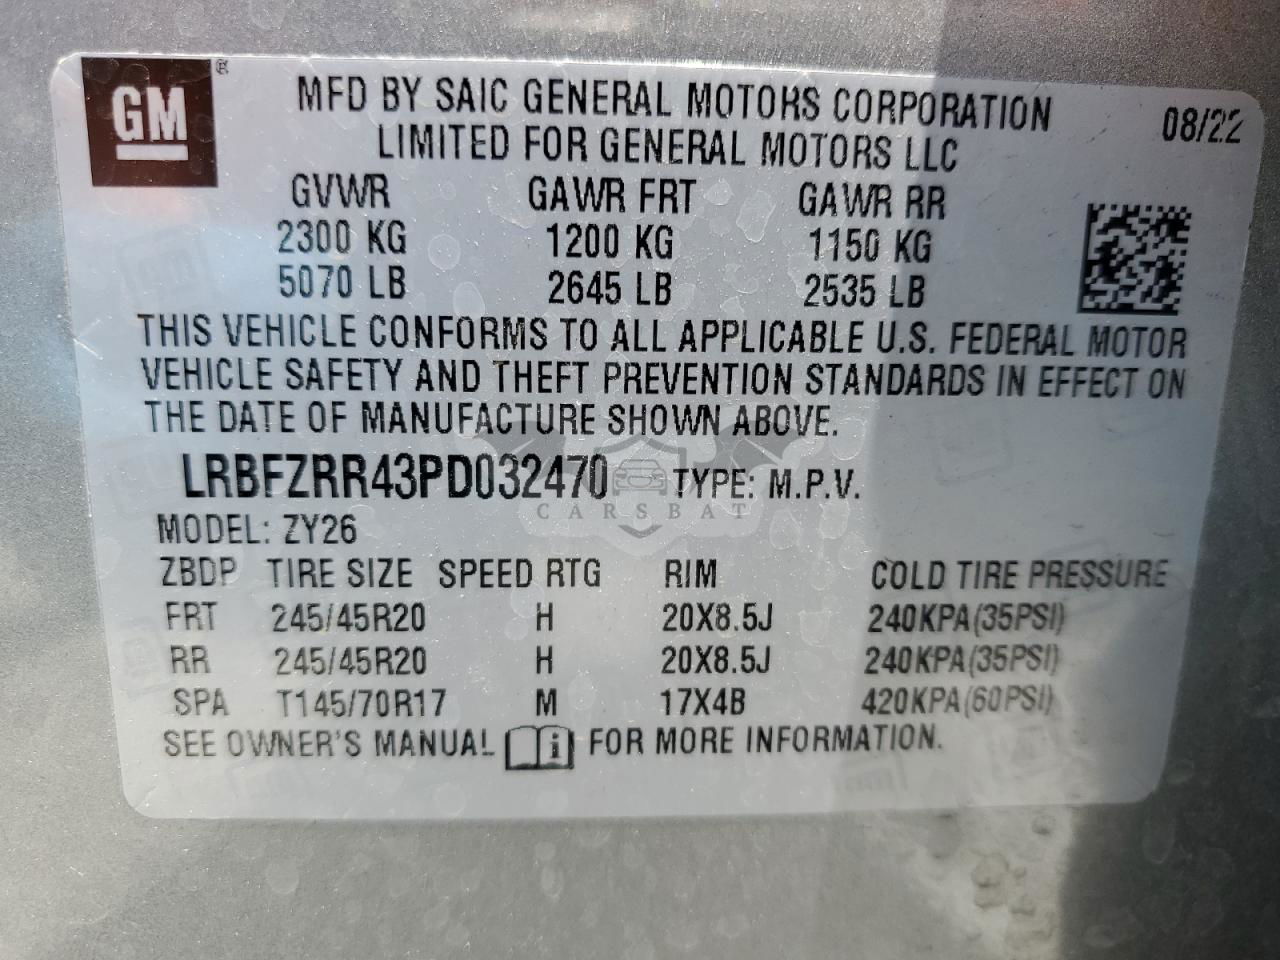 GM ®
MFD BY SAIC GENERAL MOTORS CORPORATION
LIMITED FOR GENERAL MOTORS LLC
08/22
GVWR GAWR FRT GAWR RR
2300 KG 1200 KG 1150 KG
5070 LB 2645 LB 2535 LB
THIS VEHICLE CONFORMS TO ALL APPLICABLE U.S. FEDERAL MOTOR
VEHICLE SAFETY AND THEFT PREVENTION STANDARDS IN EFFECT ON
THE DATE OF MANUFACTURE SHOWN ABOVE.
LRBFZRR43PD032470 TYPE: M.P.V.
CARSBAT
MODEL: ZY26
ZBDP TIRE SIZE SPEED RTG RIM COLD TIRE PRESSURE
FRT 245/45R20 H 20X8.5J 240KPA(35PSI)
RR 245/45R20 H 20X8.5J 240KPA(35PSI)
SPA T145/70R17 M 17X4B 420KPA(60PSI)
SEE OWNER'S MANUAL i FOR MORE INFORMATION.